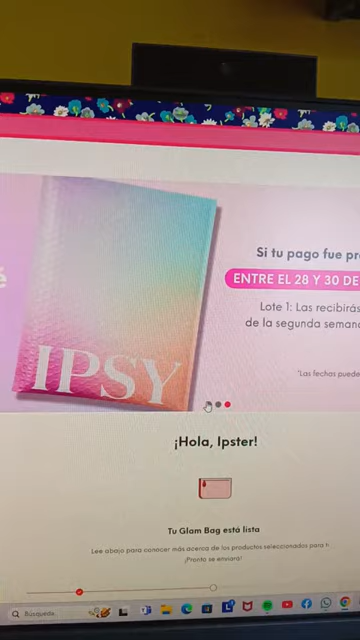 é
IPSY
Si tu pago fue pr
ENTRE EL 28 Y 30 DE
Lote 1: Las recibirás
de la segunda seman
*Las fechas puede
¡Hola, Ipster!
Tu Glam Bag está lista
Lee abajo para conocer más acerca de los productos seleccionados para ti
¡Pronto se enviará!
Búsqueda